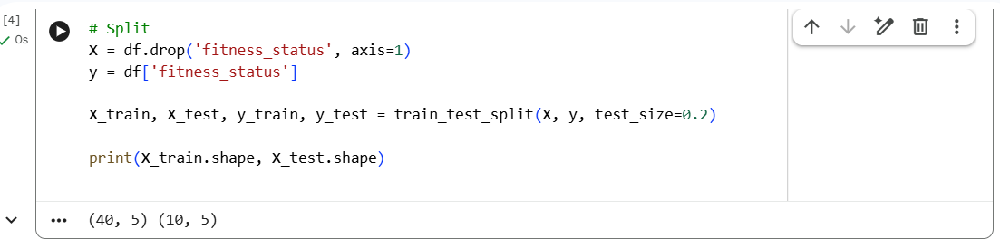 [4]
0s
# Split
X = df.drop('fitness_status', axis=1)
y = df['fitness_status']
X_train, X_test, y_train, y_test = train_test_split(X, y, test_size=0.2)
print(X_train.shape, X_test.shape)
(40, 5) (10, 5)